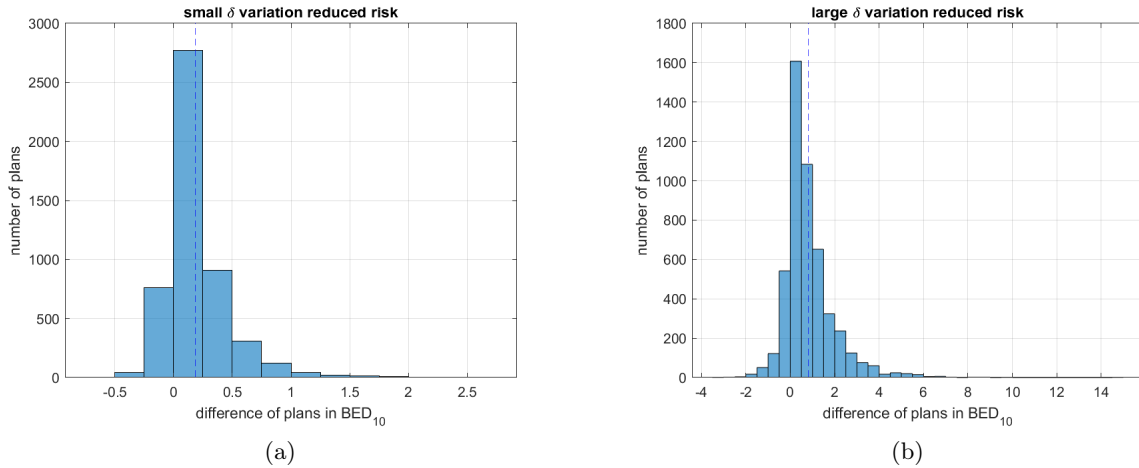 small δ variation reduced risk
3000
2500
2000
1500
1000
500
0
number of plans
-0.5 0 0.5 1 1.5 2 2.5
difference of plans in BED10
(a)
large δ variation reduced risk
1800
1600
1400
1200
1000
800
600
400
200
0
number of plans
-4 -2 0 2 4 6 8 10 12 14
difference of plans in BED10
(b)